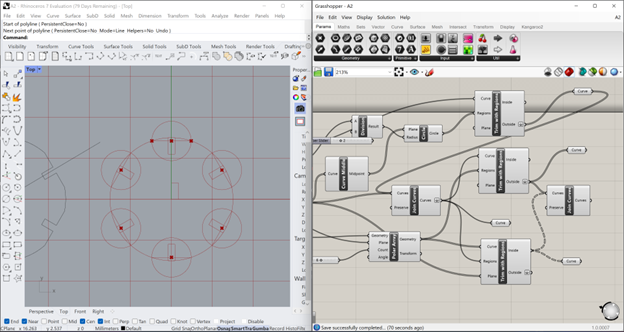 A2 - Rhinoceros 7 Evaluation (79 Days Remaining) - [Top]
File Edit View Curve Surface SubD Solid Mesh Dimension Transform Tools Analyze Render Panels Help
Start of polyline ( PersistentClose=No )
Next point of polyline ( PersistentClose=No Mode=Line Helpers=No Undo )
Command:
Visibility Transform Curve Tools Surface Tools Solid Tools SubD Tools Mesh Tools Render Tools Drafting
Top
Properties
Perspective Top Front Right
End Near Point Mid Cen Int Perp Tan Quad Knot Vertex Project Disable
CPlane x 16.263 y 2.537 z 0 Millimeters Default Grid Snap Ortho Planar Osnap SmartTrack Gumball Record History Filter
Grasshopper - A2
File Edit View Display Solution Help
A2
Params Maths Sets Vector Curve Surface Mesh Intersect Transform Display Kangaroo2
Geometry Primitive Input Util
213%
Curve
Regions
Plane
Trim with Regions
Inside
Outside
Curve
A
B
Division
Result
Plane
Radius
Circle
Circle
Curve
Curve Middle
Midpoint
Curves
Preserve
Join Curves
Curves
Curve
Regions
Plane
Trim with Regions
Inside
Outside
Curve
Curves
Preserve
Join Curves
Curves
Curve
Geometry
Plane
Count
Angle
Polar Array
Geometry
Transform
Curve
Regions
Plane
Trim with Regions
Inside
Outside
Curve
Save successfully completed... (70 seconds ago)
1.0.0007